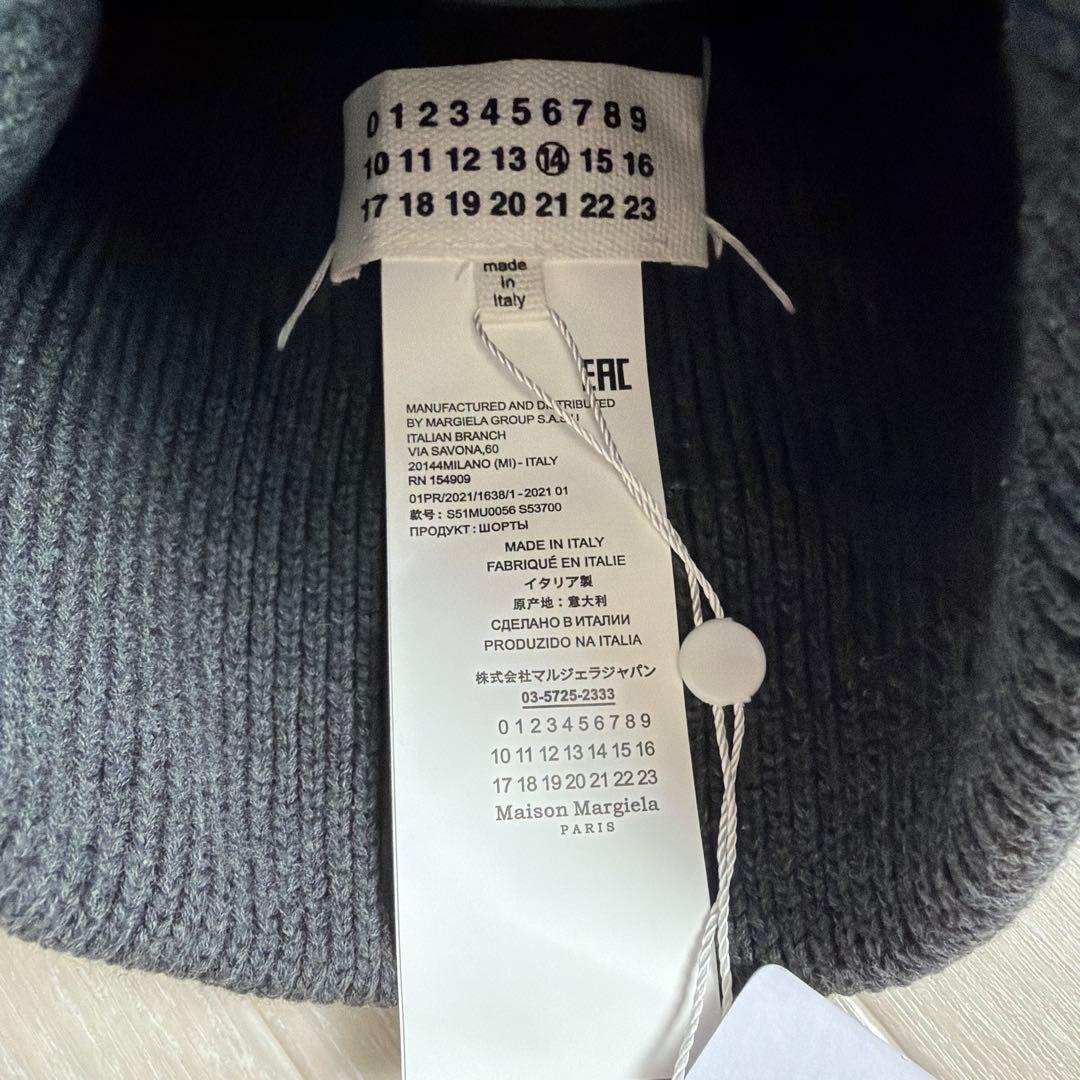 0 1 2 3 4 5 6 7 8 9
10 11 12 13 14 15 16
17 18 19 20 21 22 23
made
in
Italy
EAC
MANUFACTURED AND DISTRIBUTED
BY MARGIELA GROUP S.A.S.U
ITALIAN BRANCH
VIA SAVONA,60
20144MILANO (MI) - ITALY
RN 154909
01PR/2021/1638/1 - 2021 01
款号 : S51MU0056 S53700
ПРОДУКТ : ШОРТЫ
MADE IN ITALY
FABRIQUÉ EN ITALIE
イタリア製
原产地 : 意大利
СДЕЛАНО В ИТАЛИИ
PRODUZIDO NA ITALIA
株式会社マルジェラジャパン
03-5725-2333
0 1 2 3 4 5 6 7 8 9
10 11 12 13 14 15 16
17 18 19 20 21 22 23
Maison Margiela
PARIS